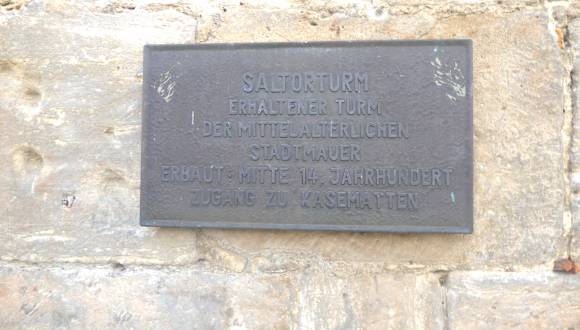 SALTORTURM
ERHALTENER TURM
DER MITTELALTERLICHEN
STADTMAUER
ERBAUT: MITTE 14. JAHRHUNDERT
ZUGANG ZU KASEMATTEN